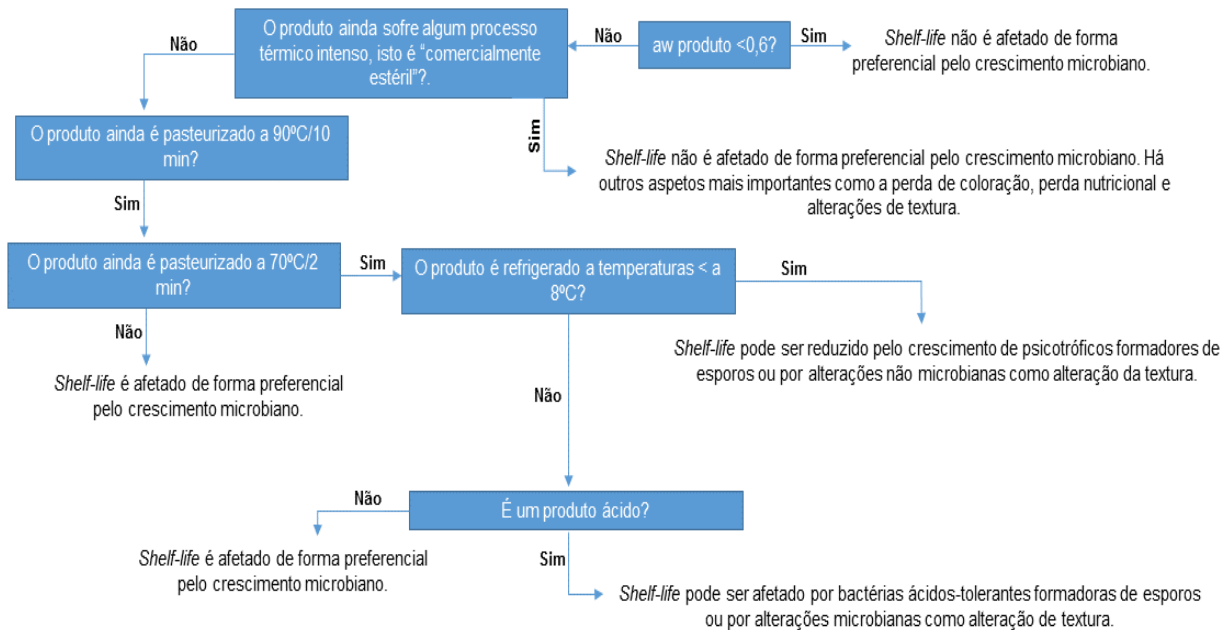 aw produto <0,6?
Sim
Shelf-life não é afetado de forma
preferencial pelo crescimento microbiano.
Não
O produto ainda sofre algum processo
térmico intenso, isto é “comercialmente
estéril”?.
Sim
Shelf-life não é afetado de forma preferencial pelo crescimento microbiano. Há
outros aspetos mais importantes como a perda de coloração, perda nutricional e
alterações de textura.
Não
O produto ainda é pasteurizado a 90ºC/10
min?
Sim
O produto ainda é pasteurizado a 70ºC/2
min?
Não
Shelf-life é afetado de forma preferencial
pelo crescimento microbiano.
Sim
O produto é refrigerado a temperaturas < a
8ºC?
Sim
Shelf-life pode ser reduzido pelo crescimento de psicotróficos formadores de
esporos ou por alterações não microbianas como alteração da textura.
Não
É um produto ácido?
Não
Shelf-life é afetado de forma preferencial
pelo crescimento microbiano.
Sim
Shelf-life pode ser afetado por bactérias ácidos-tolerantes formadoras de esporos
ou por alterações microbianas como alteração de textura.